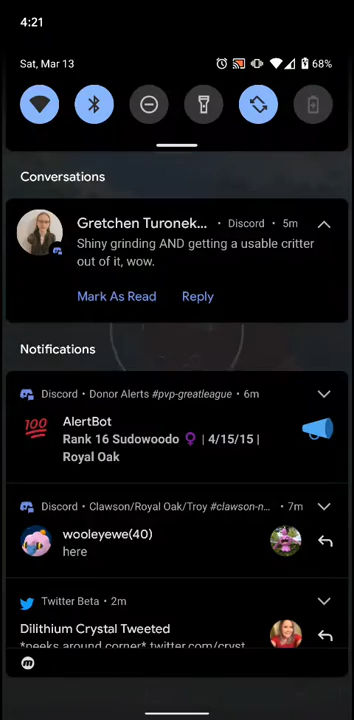 4:21
Sat, Mar 13
68%
Conversations
Gretchen Turonek... • Discord • 5m
Shiny grinding AND getting a usable critter
out of it, wow.
Mark As Read Reply
Notifications
Discord • Donor Alerts #pvp-greatleague • 6m
100
AlertBot
Rank 16 Sudowoodo ♀ | 4/15/15 |
Royal Oak
Discord • Clawson/Royal Oak/Troy #clawson-n... • 7m
wooleyewe(40)
here
Twitter Beta • 2m
Dilithium Crystal Tweeted
*peeks around corner* twitter.com/cryst